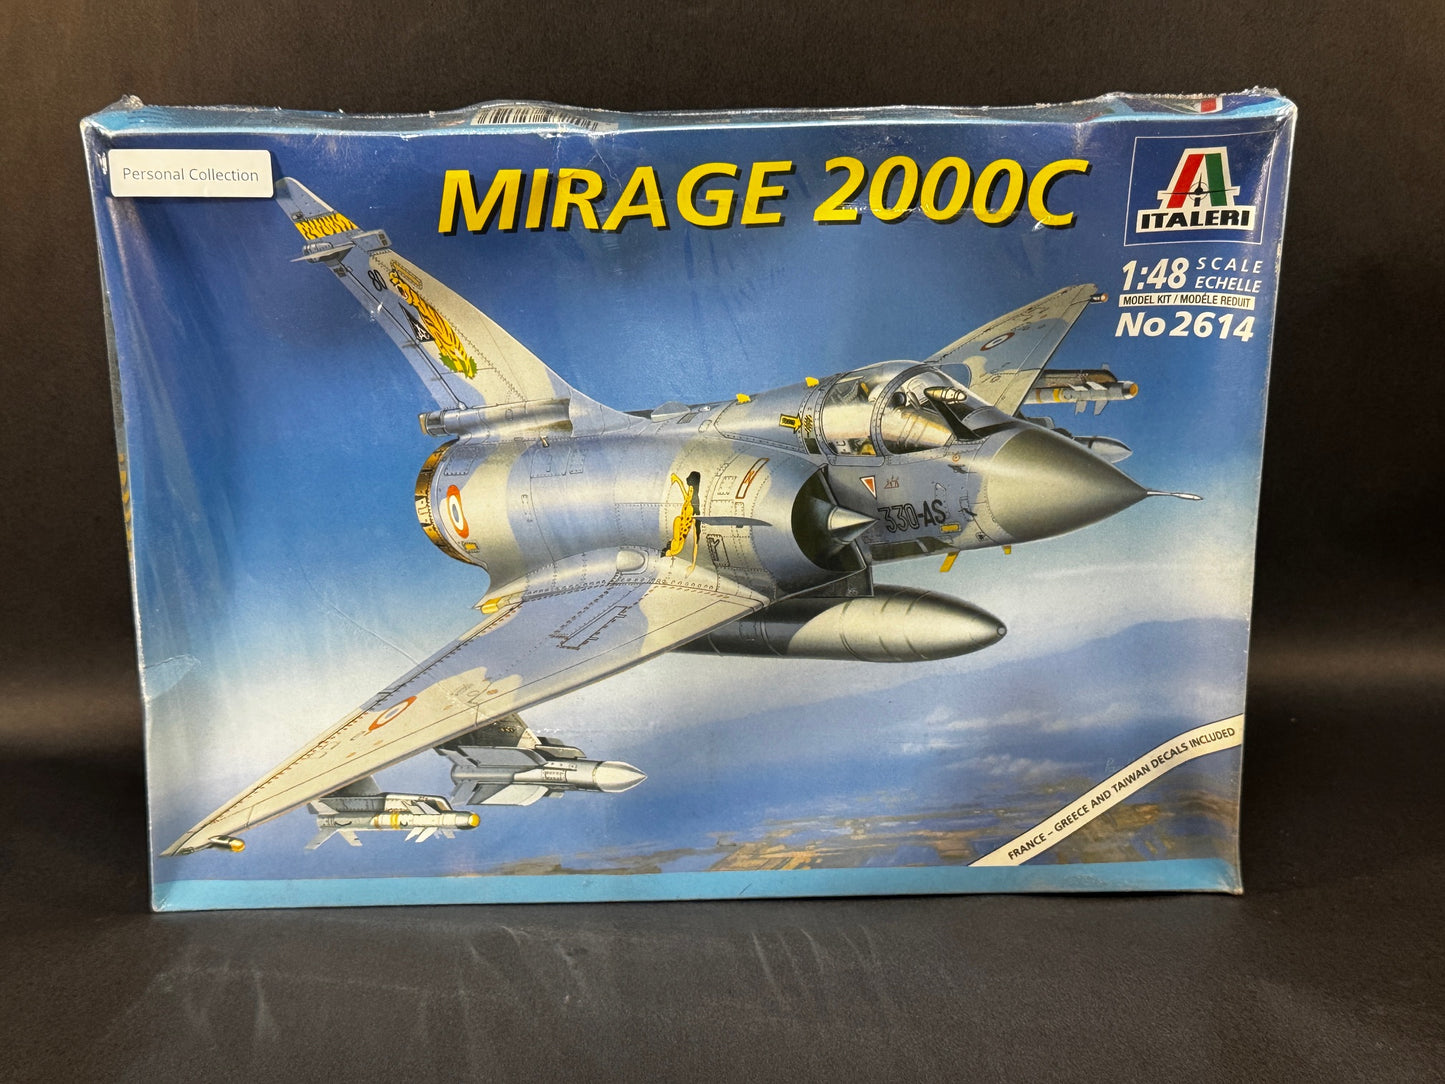 Personal Collection
MIRAGE 2000C
ITALERI
1:48 SCALE
ECHELLE
MODEL KIT / MODÉLE REDUIT
No 2614
80
330-AS
FRANCE – GREECE AND TAIWAN DECALS INCLUDED